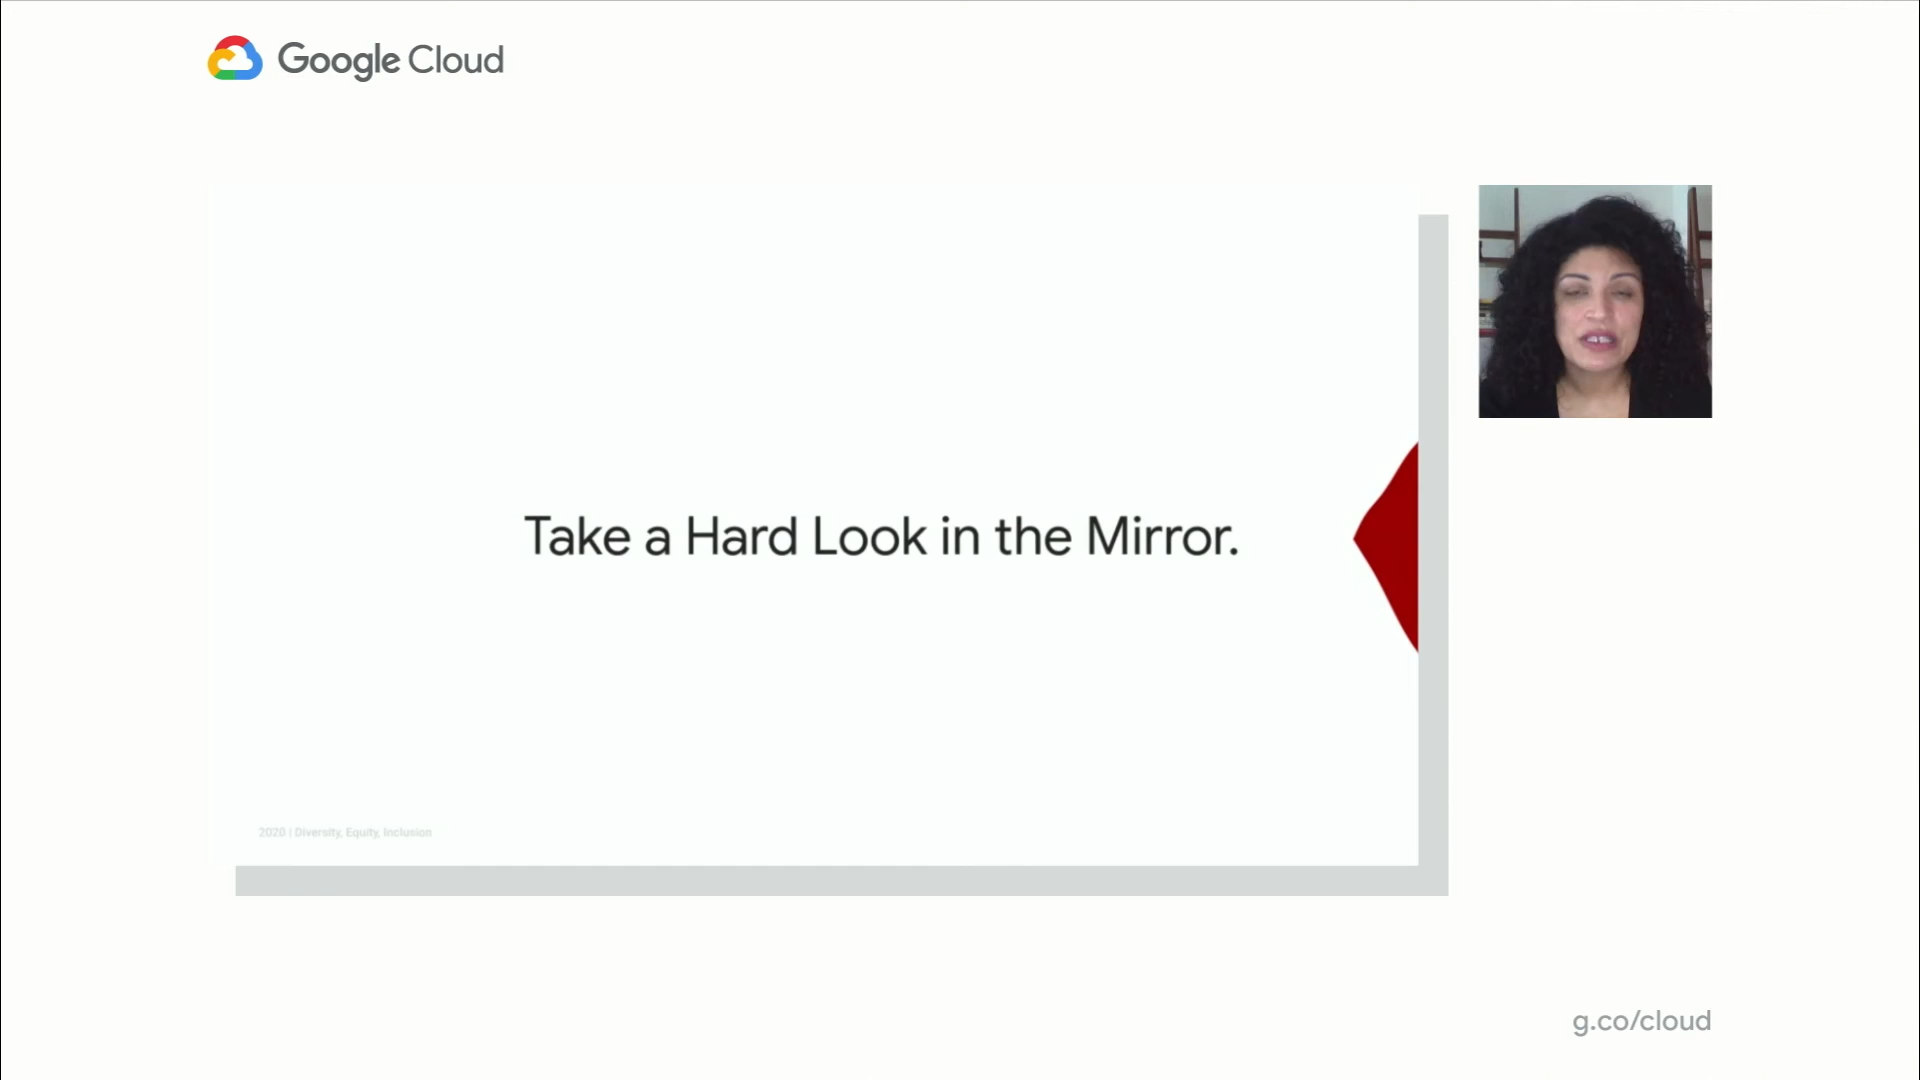 Google Cloud
Take a Hard Look in the Mirror.
2020 | Diversity, Equity, Inclusion
g.co/cloud